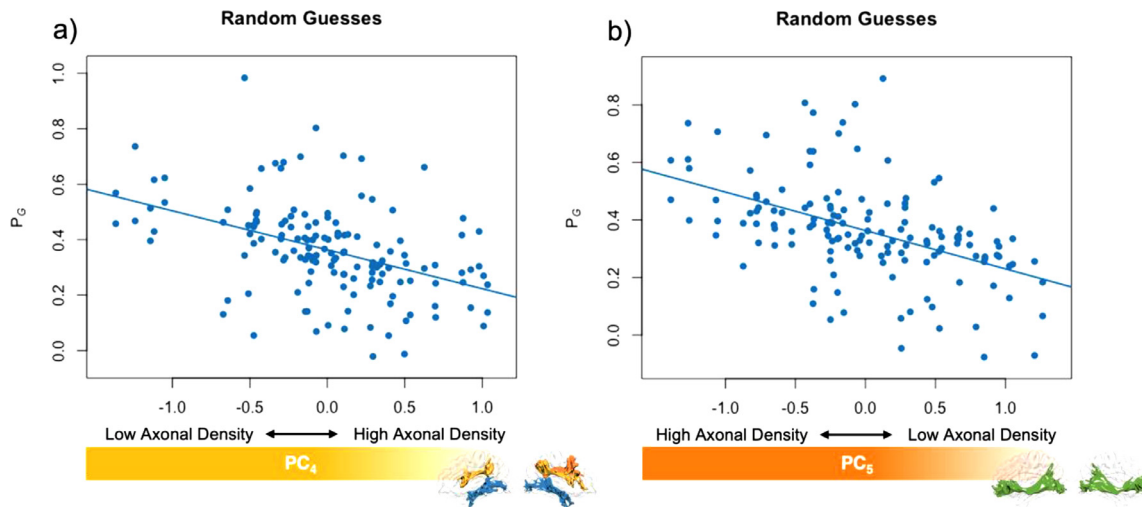 a)
Random Guesses
P_G
1.0
0.8
0.6
0.4
0.2
0.0
-1.0
-0.5
0.0
0.5
1.0
Low Axonal Density
High Axonal Density
PC4
b)
Random Guesses
P_G
0.8
0.6
0.4
0.2
0.0
-1.0
-0.5
0.0
0.5
1.0
High Axonal Density
Low Axonal Density
PC5